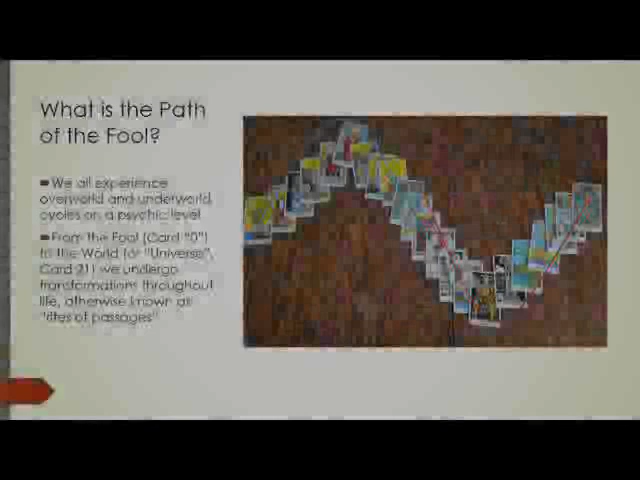 What is the Path
of the Fool?
We all experience
overworld and underworld
cycles on a psychic level
From the Fool (Card "0")
to the World (or "Universe",
Card 21) we undergo
transformations throughout
life, otherwise known as
"rites of passages"